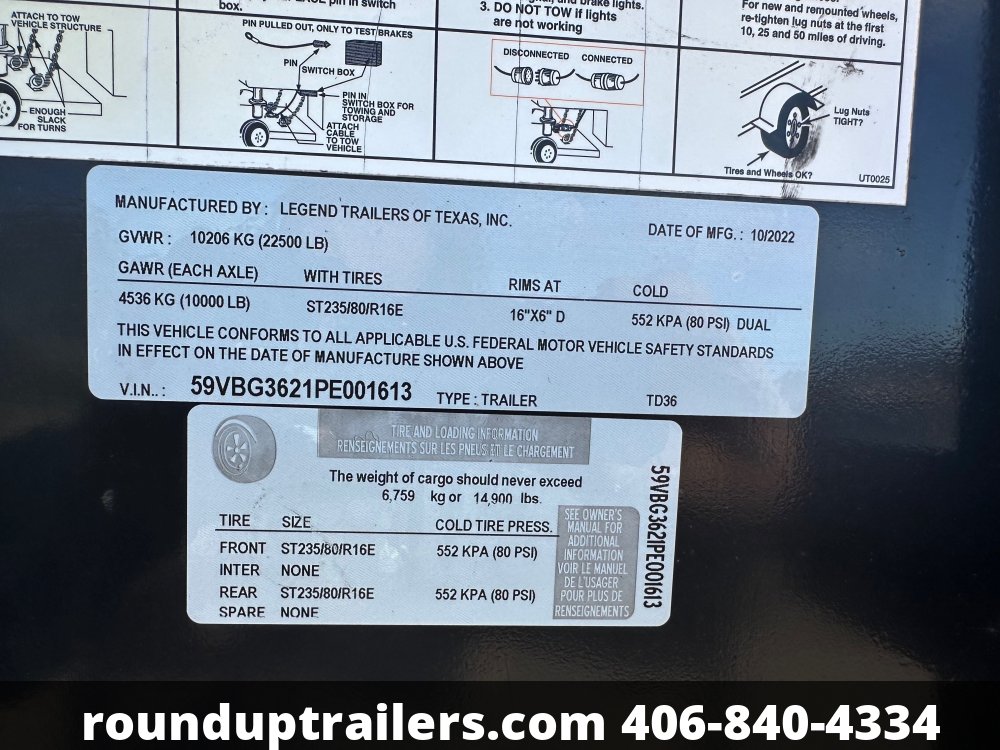 ATTACH TO TOW
VEHICLE STRUCTURE
ENOUGH
SLACK
FOR TURNS
pin in switch
box.
PIN PULLED OUT, ONLY TO TEST BRAKES
PIN
SWITCH BOX
PIN IN
SWITCH BOX FOR
TOWING AND
STORAGE
ATTACH
CABLE
TO TOW
VEHICLE
and brake lights.
3. DO NOT TOW if lights
are not working
DISCONNECTED
CONNECTED
For new and remounted wheels,
re-tighten lug nuts at the first
10, 25 and 50 miles of driving.
Lug Nuts
TIGHT?
Tires and Wheels OK?
UT0025
MANUFACTURED BY : LEGEND TRAILERS OF TEXAS, INC.
DATE OF MFG. : 10/2022
GVWR : 10206 KG (22500 LB)
GAWR (EACH AXLE) WITH TIRES RIMS AT COLD
4536 KG (10000 LB) ST235/80/R16E 16"X6" D 552 KPA (80 PSI) DUAL
THIS VEHICLE CONFORMS TO ALL APPLICABLE U.S. FEDERAL MOTOR VEHICLE SAFETY STANDARDS
IN EFFECT ON THE DATE OF MANUFACTURE SHOWN ABOVE
V.I.N.. : 59VBG3621PE001613 TYPE : TRAILER TD36
TIRE AND LOADING INFORMATION
RENSEIGNEMENTS SUR LES PNEUS ET LE CHARGEMENT
The weight of cargo should never exceed
6,759 kg or 14,900 lbs.
TIRE SIZE COLD TIRE PRESS.
FRONT ST235/80/R16E 552 KPA (80 PSI)
INTER NONE
REAR ST235/80/R16E 552 KPA (80 PSI)
SPARE NONE
SEE OWNER'S
MANUAL FOR
ADDITIONAL
INFORMATION
VOIR LE MANUEL
DE L'USAGER
POUR PLUS DE
RENSEIGNEMENTS
59VBG3621PE001613
rounduptrailers.com 406-840-4334